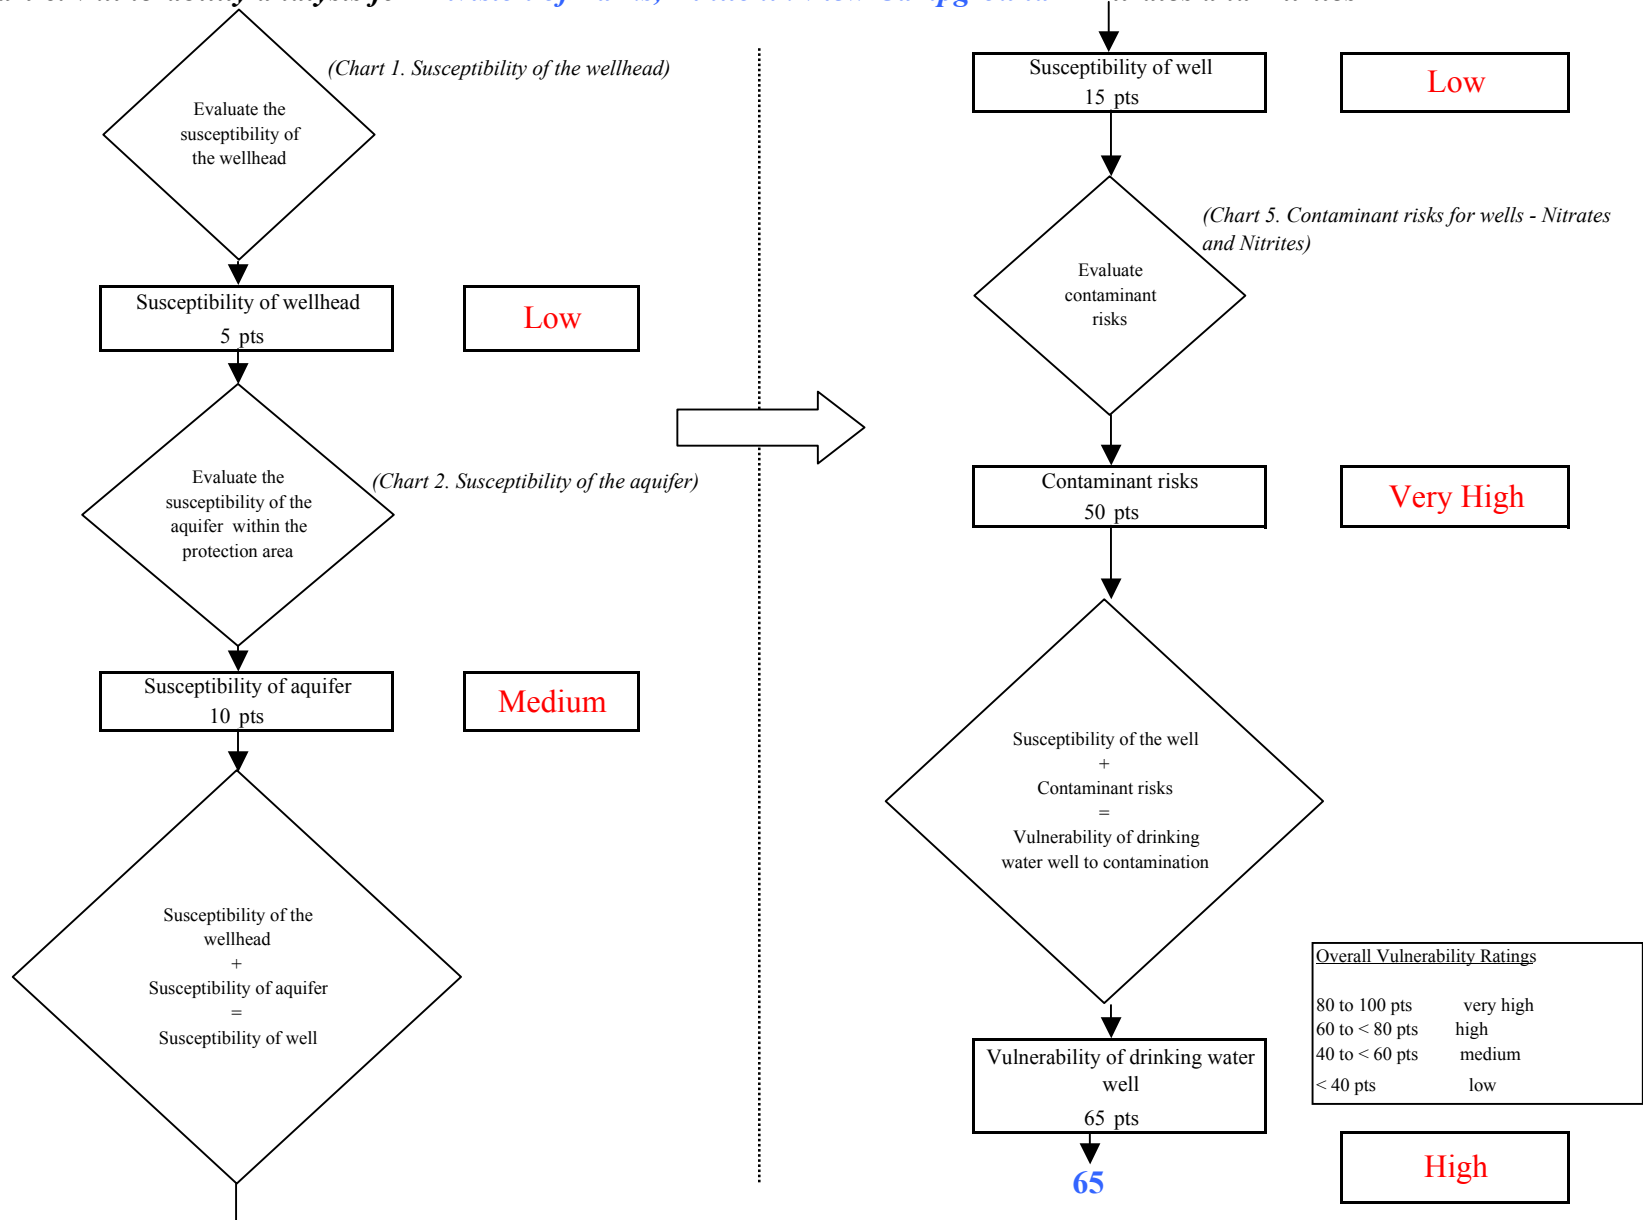 (Chart 1. Susceptibility of the wellhead)
Evaluate the
susceptibility of
the wellhead
Susceptibility of wellhead
5 pts
Low
Evaluate the
susceptibility of the
aquifer within the
protection area
(Chart 2. Susceptibility of the aquifer)
Susceptibility of aquifer
10 pts
Medium
Susceptibility of the
wellhead
+
Susceptibility of aquifer
=
Susceptibility of well
Susceptibility of well
15 pts
Low
(Chart 5. Contaminant risks for wells - Nitrates
and Nitrites)
Evaluate
contaminant
risks
Contaminant risks
50 pts
Very High
Susceptibility of the well
+
Contaminant risks
=
Vulnerability of drinking
water well to contamination
Overall Vulnerability Ratings
80 to 100 pts very high
60 to < 80 pts high
40 to < 60 pts medium
< 40 pts low
Vulnerability of drinking water
well
65 pts
65
High